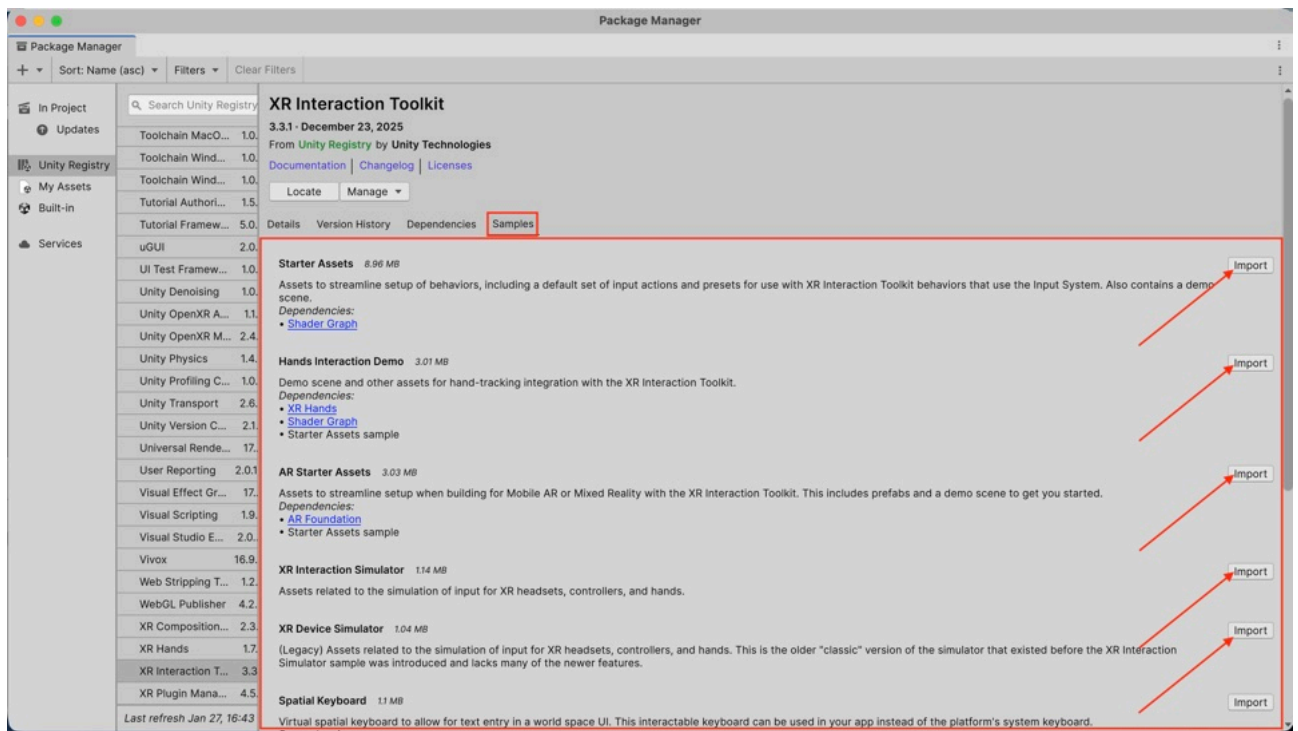 Package Manager
Package Manager
Sort: Name (asc)
Filters
Clear Filters
In Project
Updates
Unity Registry
My Assets
Built-in
Services
Search Unity Registry
Toolchain MacO... 1.0.
Toolchain Wind... 1.0.
Toolchain Wind... 1.0.
Tutorial Authori... 1.5.
Tutorial Framew... 5.0.
uGUI 2.0.
UI Test Framew... 1.0.
Unity Denoising 1.0.
Unity OpenXR A... 1.1.
Unity OpenXR M... 2.4.
Unity Physics 1.4.
Unity Profiling C... 1.0.
Unity Transport 2.6.
Unity Version C... 2.1.
Universal Rende... 17.
User Reporting 2.0.1
Visual Effect Gr... 17.
Visual Scripting 1.9.
Visual Studio E... 2.0.
Vivox 16.9.
Web Stripping T... 1.2.
WebGL Publisher 4.2.
XR Composition... 2.3.
XR Hands 1.7.
XR Interaction T... 3.3
XR Plugin Mana... 4.5.
Last refresh Jan 27, 16:43
XR Interaction Toolkit
3.3.1 · December 23, 2025
From Unity Registry by Unity Technologies
Documentation | Changelog | Licenses
Locate Manage
Details Version History Dependencies Samples
Starter Assets 8.96 MB Import
Assets to streamline setup of behaviors, including a default set of input actions and presets for use with XR Interaction Toolkit behaviors that use the Input System. Also contains a demo
scene.
Dependencies:
• Shader Graph
Hands Interaction Demo 3.01 MB Import
Demo scene and other assets for hand-tracking integration with the XR Interaction Toolkit.
Dependencies:
• XR Hands
• Shader Graph
• Starter Assets sample
AR Starter Assets 3.03 MB Import
Assets to streamline setup when building for Mobile AR or Mixed Reality with the XR Interaction Toolkit. This includes prefabs and a demo scene to get you started.
Dependencies:
• AR Foundation
• Starter Assets sample
XR Interaction Simulator 1.14 MB Import
Assets related to the simulation of input for XR headsets, controllers, and hands.
XR Device Simulator 1.04 MB Import
(Legacy) Assets related to the simulation of input for XR headsets, controllers, and hands. This is the older "classic" version of the simulator that existed before the XR Interaction
Simulator sample was introduced and lacks many of the newer features.
Spatial Keyboard 1.1 MB Import
Virtual spatial keyboard to allow for text entry in a world space UI. This interactable keyboard can be used in your app instead of the platform's system keyboard.